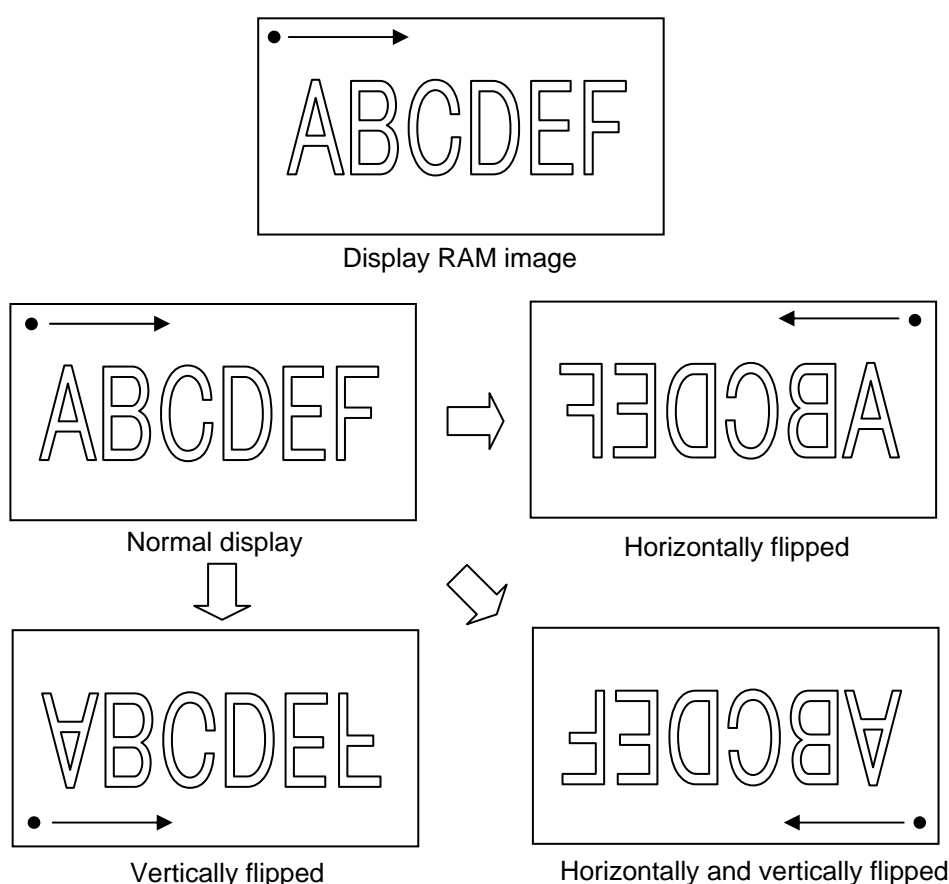 ABCDEF
Display RAM image
ABCDEF
ABCDEF
Normal display
Horizontally flipped
ABCDEF
ABCDEF
Vertically flipped
Horizontally and vertically flipped